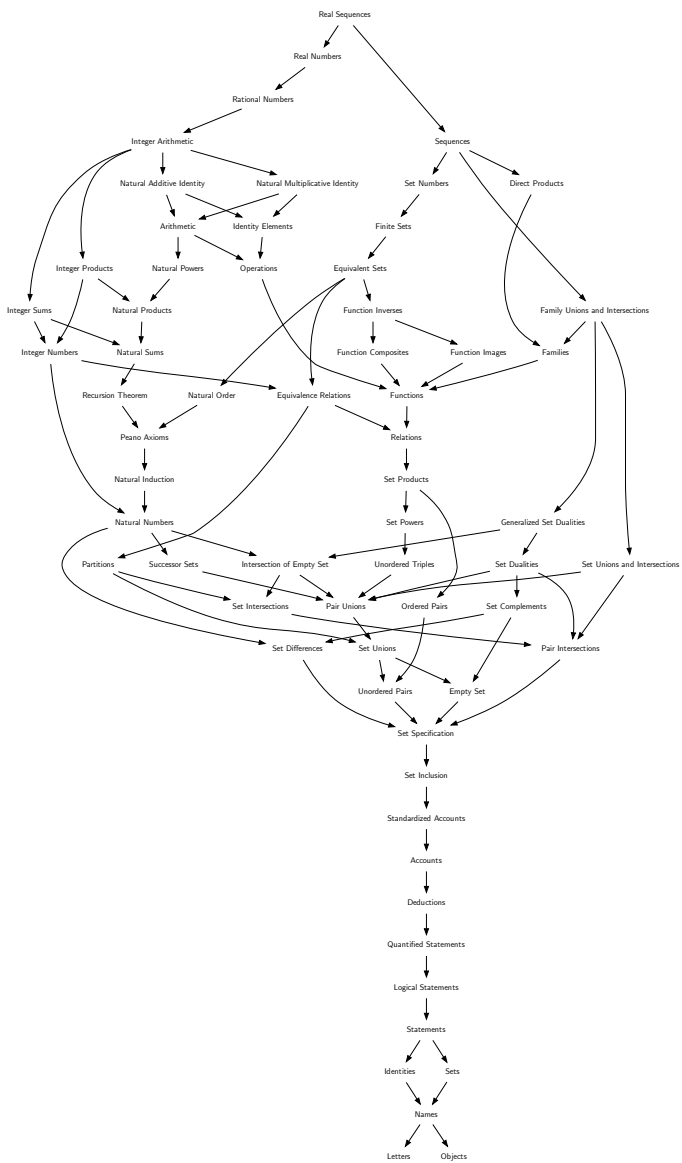 Real Sequences
Real Numbers
Rational Numbers
Integer Arithmetic
Sequences
Natural Additive Identity
Natural Multiplicative Identity
Set Numbers
Direct Products
Arithmetic
Identity Elements
Finite Sets
Integer Products
Natural Powers
Operations
Equivalent Sets
Integer Sums
Natural Products
Function Inverses
Family Unions and Intersections
Integer Numbers
Natural Sums
Function Composites
Function Images
Families
Recursion Theorem
Natural Order
Equivalence Relations
Functions
Peano Axioms
Relations
Natural Induction
Set Products
Natural Numbers
Set Powers
Generalized Set Dualities
Partitions
Successor Sets
Intersection of Empty Set
Unordered Triples
Set Dualities
Set Unions and Intersections
Set Intersections
Pair Unions
Ordered Pairs
Set Complements
Set Differences
Set Unions
Pair Intersections
Unordered Pairs
Empty Set
Set Specification
Set Inclusion
Standardized Accounts
Accounts
Deductions
Quantified Statements
Logical Statements
Statements
Identities
Sets
Names
Letters
Objects